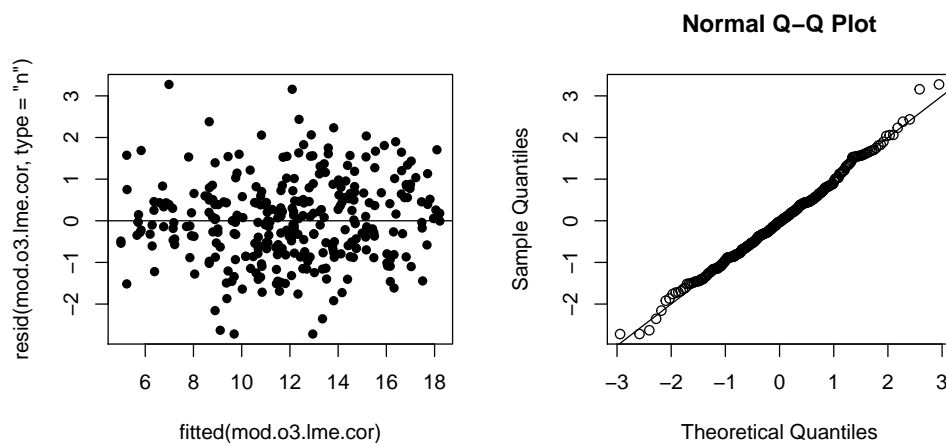 Normal Q−Q Plot
resid(mod.o3.lme.cor, type = "n")
3
2
1
0
−1
−2
6 8 10 12 14 16 18
fitted(mod.o3.lme.cor)
Sample Quantiles
3
2
1
0
−1
−2
−3 −2 −1 0 1 2 3
Theoretical Quantiles